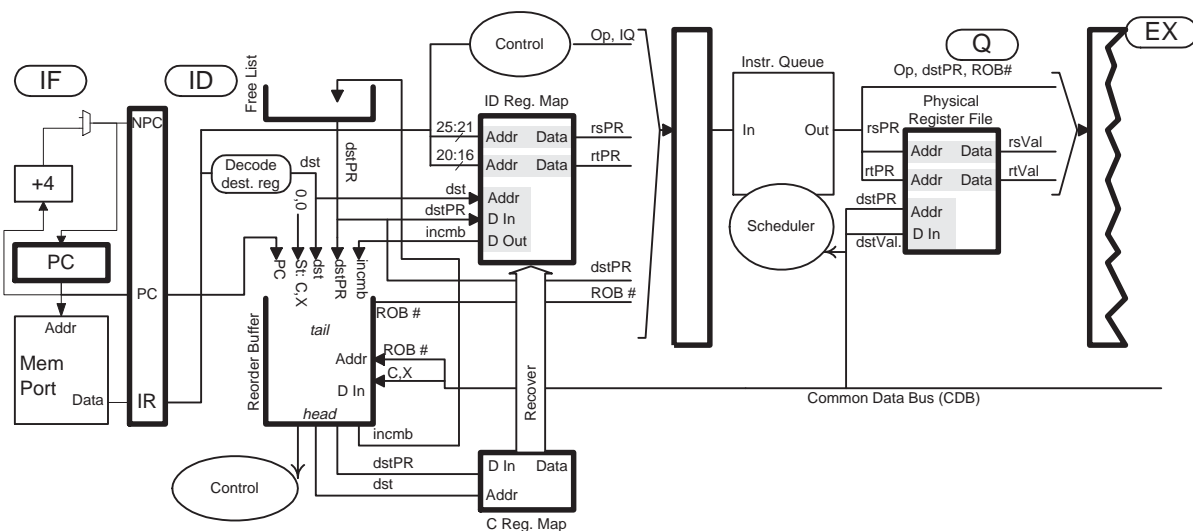 IF
ID
Free List
Control
Op, IQ
Q
EX
Instr. Queue
Op, dstPR, ROB#
NPC
ID Reg. Map
Physical
Register File
+4
Decode
dest. reg
dst
dstPR
25:21
Addr
Data
rsPR
In
Out
rsPR
Addr
Data
rsVal
20:16
Addr
Data
rtPR
rtPR
Addr
Data
rtVal
0,0
dst
Addr
dstPR
D In
incmb
D Out
Scheduler
dstPR
Addr
dstVal.
D In
PC
PC
St: C,X
dst
dstPR
incmb
dstPR
PC
ROB #
ROB #
Addr
Reorder Buffer
tail
Mem
Port
Data
IR
Addr
ROB #
D In
C,X
Recover
Common Data Bus (CDB)
head
incmb
Control
dstPR
dst
D In
Data
Addr
C Reg. Map